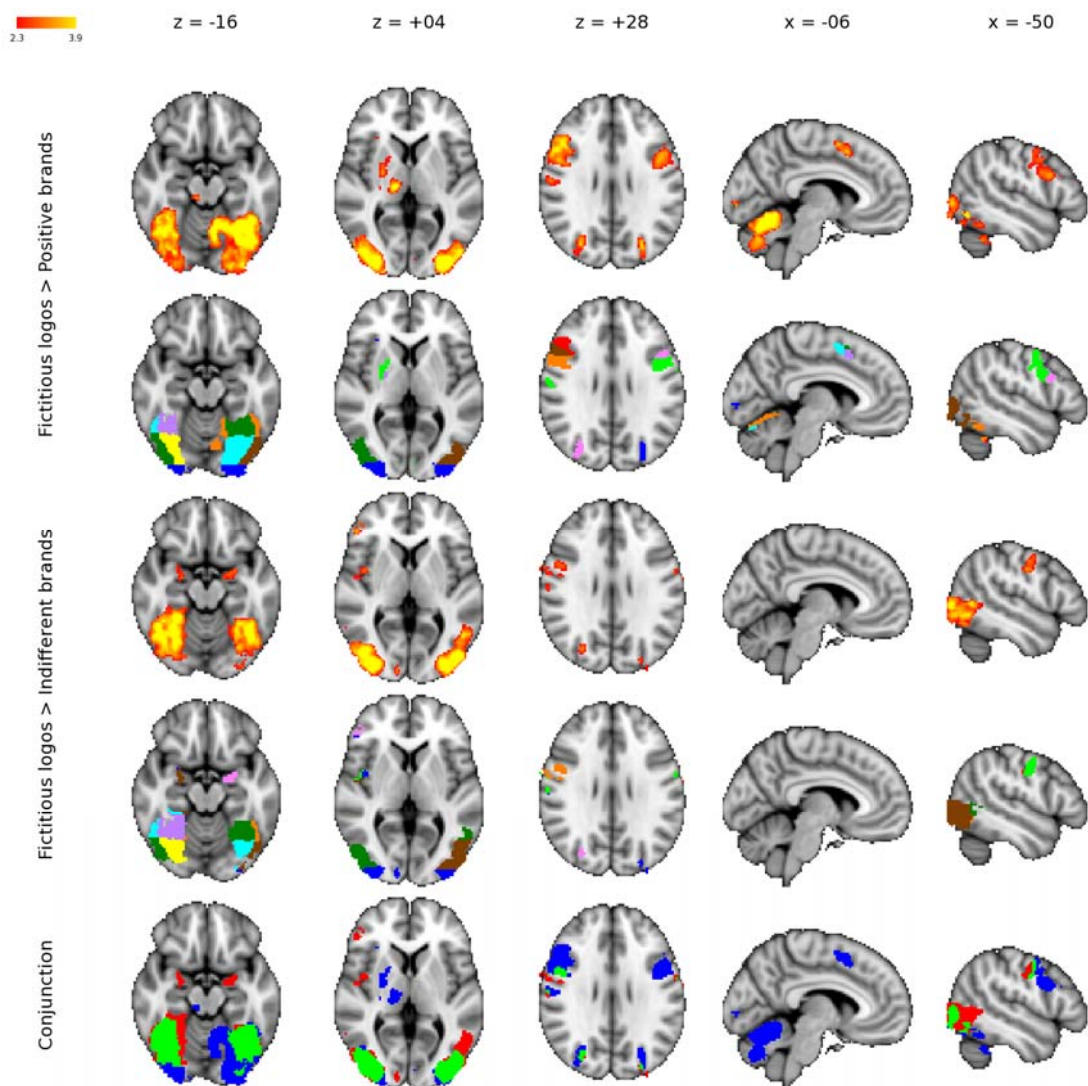 z = -16 z = +04 z = +28 x = -06 x = -50
2.3 3.9
Fictitious logos > Positive brands
Fictitious logos > Indifferent brands
Conjunction